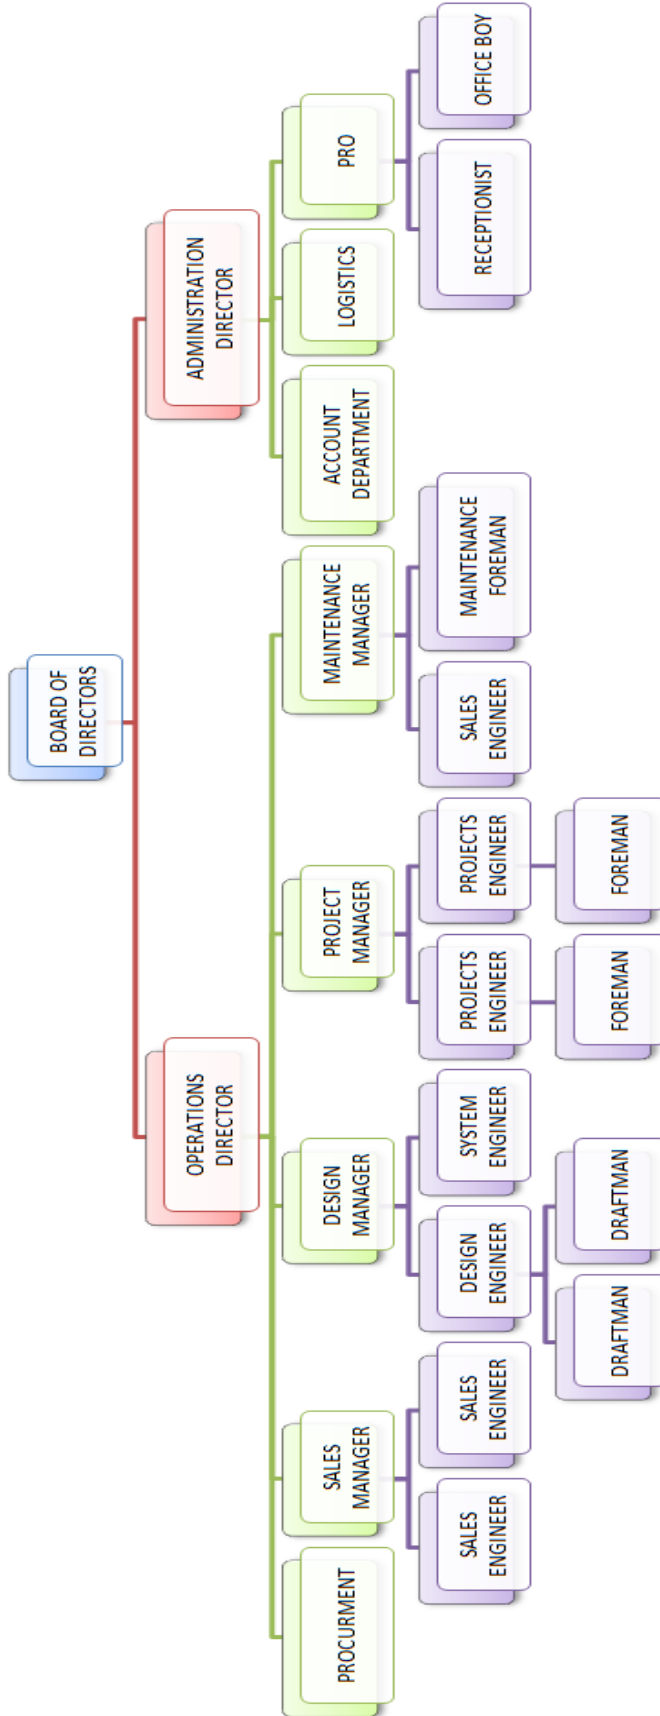 BOARD OF
DIRECTORS
OPERATIONS
DIRECTOR
ADMINISTRATION
DIRECTOR
PROCURMENT
SALES
MANAGER
DESIGN
MANAGER
PROJECT
MANAGER
MAINTENANCE
MANAGER
ACCOUNT
DEPARTMENT
LOGISTICS
PRO
SALES
ENGINEER
SALES
ENGINEER
DESIGN
ENGINEER
SYSTEM
ENGINEER
PROJECTS
ENGINEER
PROJECTS
ENGINEER
SALES
ENGINEER
MAINTENANCE
FOREMAN
RECEPTIONIST
OFFICE BOY
DRAFTMAN
DRAFTMAN
FOREMAN
FOREMAN